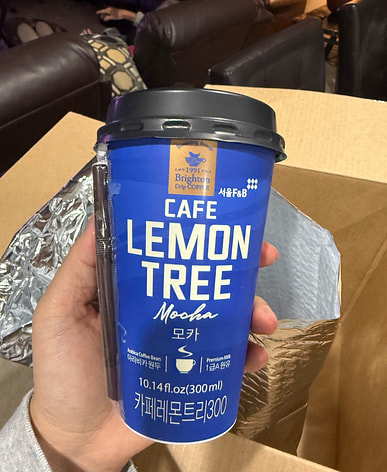 1991
Brighton
Drip COFFEE
서울F&B
CAFE
LEMON
TREE
Mocha
모카
Arabica Coffee Bean
아라비카 원두
Premium Milk
1급A원유
10.14fl.oz(300ml)
카페레몬트리300